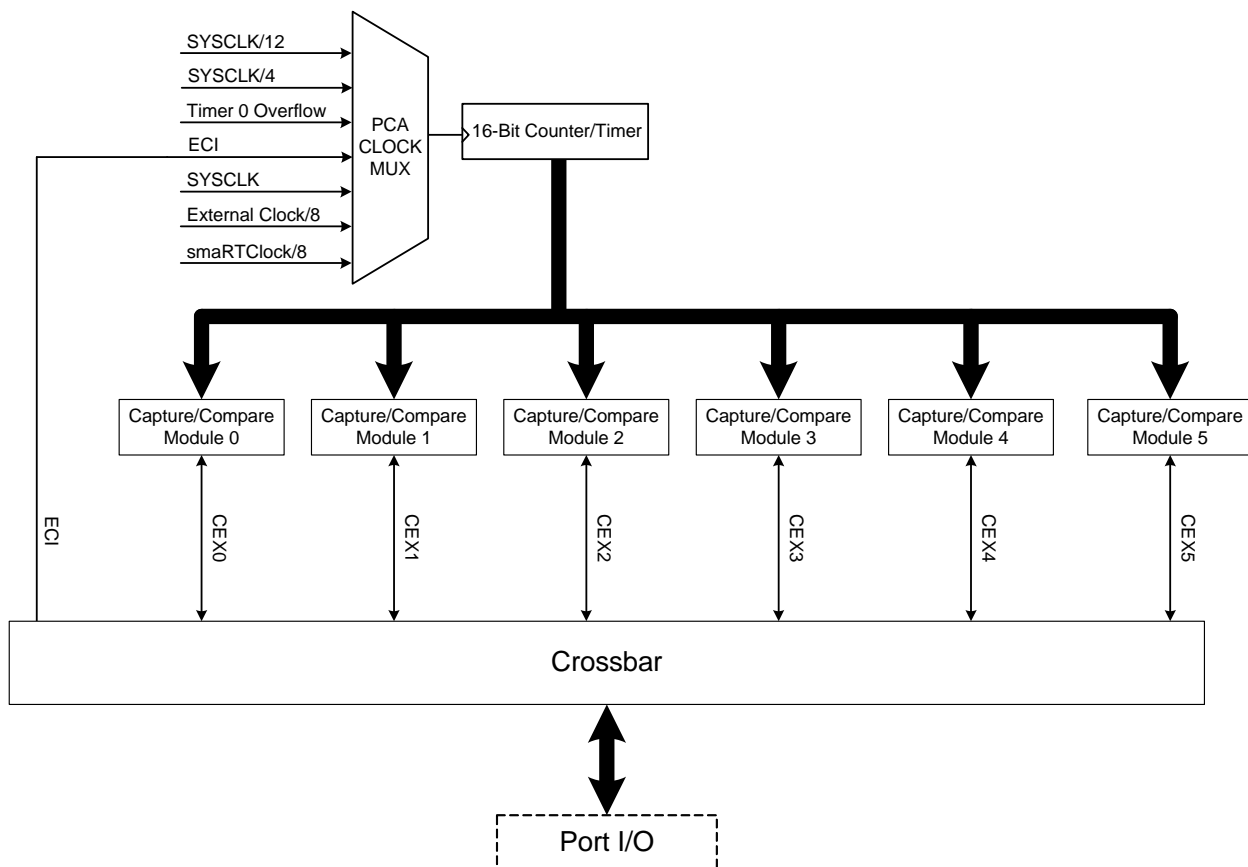 SYSCLK/12
SYSCLK/4
Timer 0 Overflow
ECI
SYSCLK
External Clock/8
smaRTClock/8
PCA
CLOCK
MUX
16-Bit Counter/Timer
Capture/Compare
Module 0
Capture/Compare
Module 1
Capture/Compare
Module 2
Capture/Compare
Module 3
Capture/Compare
Module 4
Capture/Compare
Module 5
ECI
CEX0
CEX1
CEX2
CEX3
CEX4
CEX5
Crossbar
Port I/O